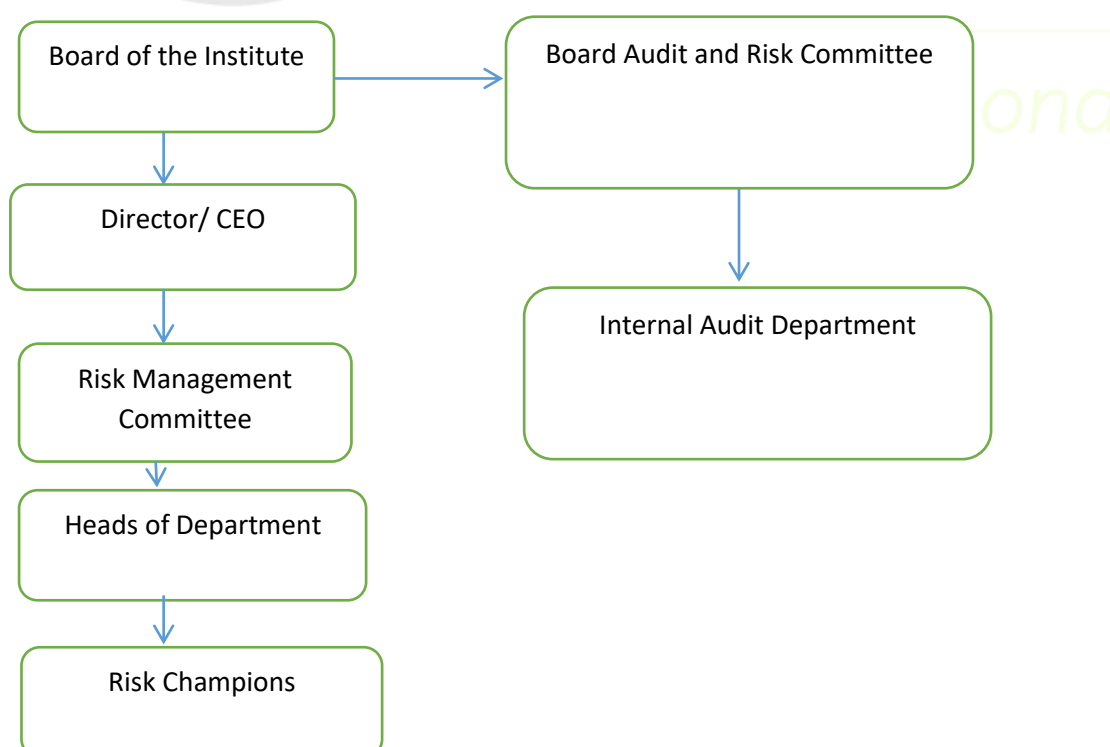 Board of the Institute
Board Audit and Risk Committee
Director/ CEO
Internal Audit Department
Risk Management
Committee
Heads of Department
Risk Champions